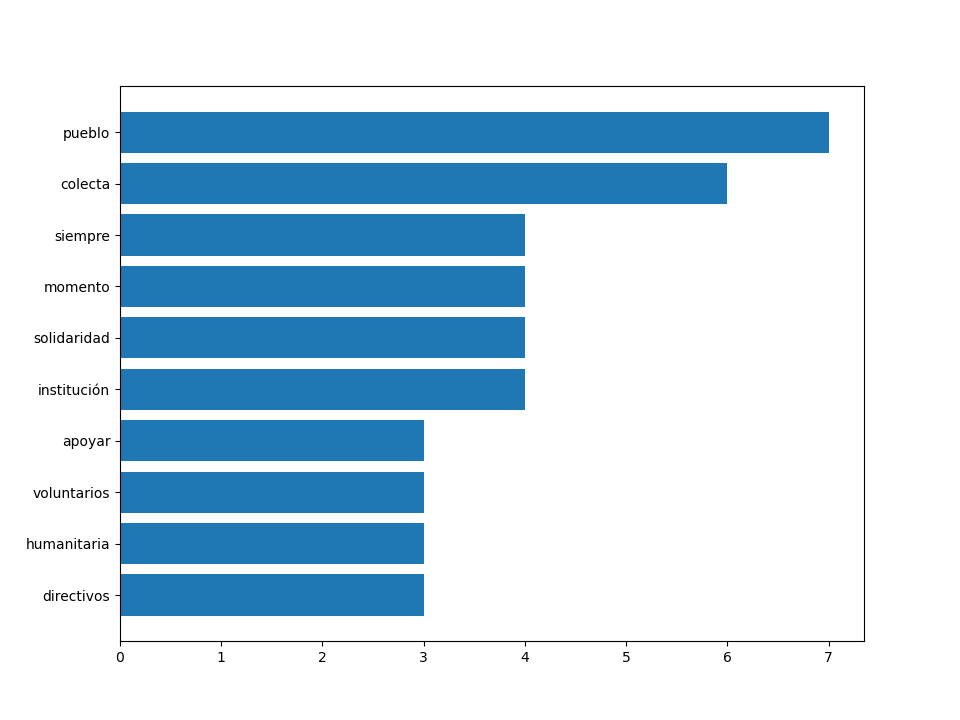 pueblo
colecta
siempre
momento
solidaridad
institución
apoyar
voluntarios
humanitaria
directivos
0 1 2 3 4 5 6 7